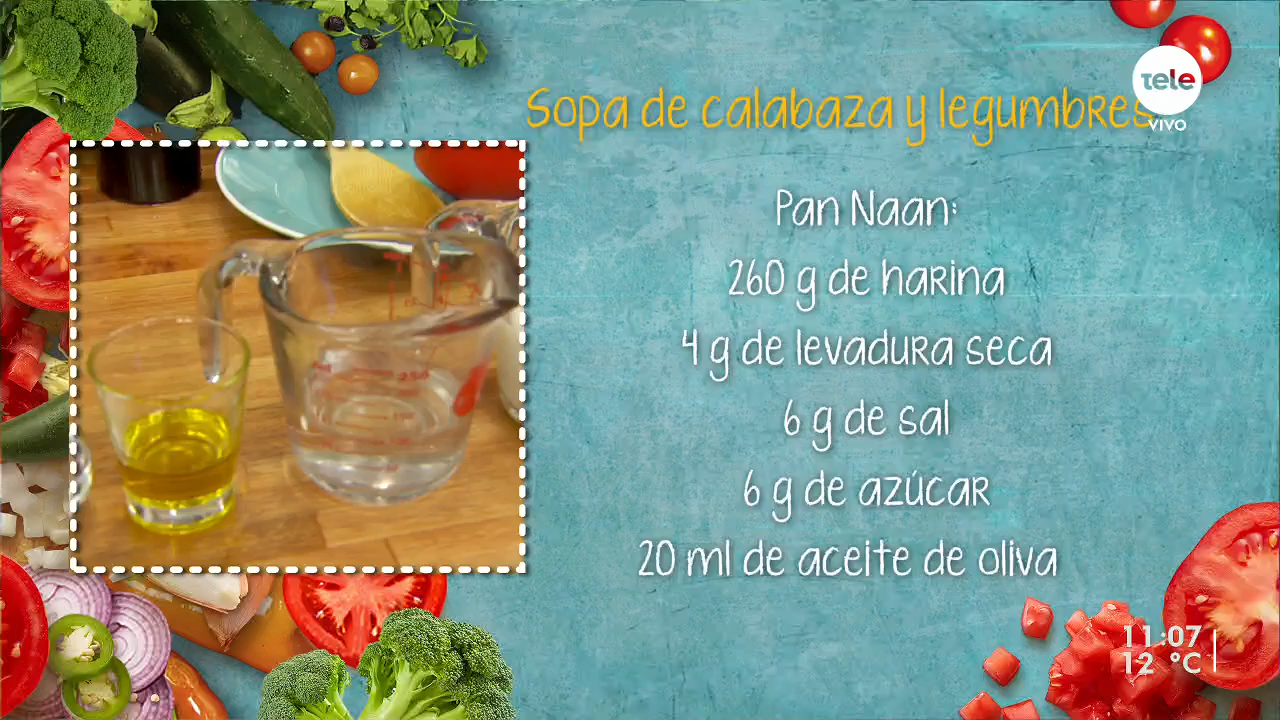 tele
VIVO
Sopa de calabaza y legumbres
Pan Naan:
260 g de harina
4 g de levadura seca
6 g de sal
6 g de azúcar
20 ml de aceite de oliva
250
11:07
12 °C